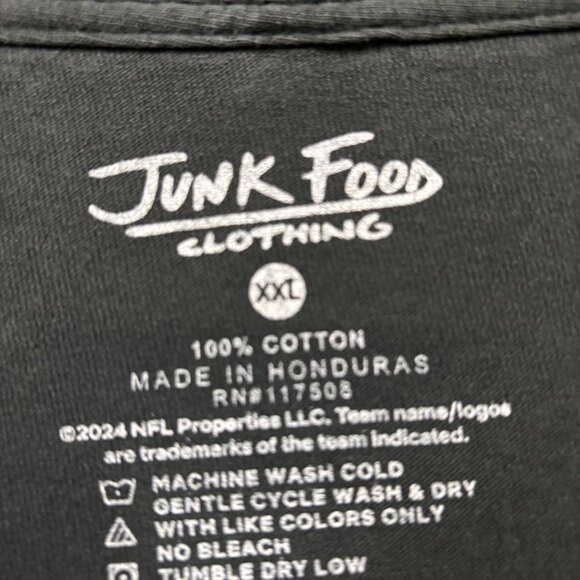 JUNK FOOD
CLOTHING
XXL
100% COTTON
MADE IN HONDURAS
RN#117508
©2024 NFL Properties LLC. Team name/logos
are trademarks of the team indicated.
MACHINE WASH COLD
GENTLE CYCLE WASH & DRY
WITH LIKE COLORS ONLY
NO BLEACH
TUMBLE DRY LOW